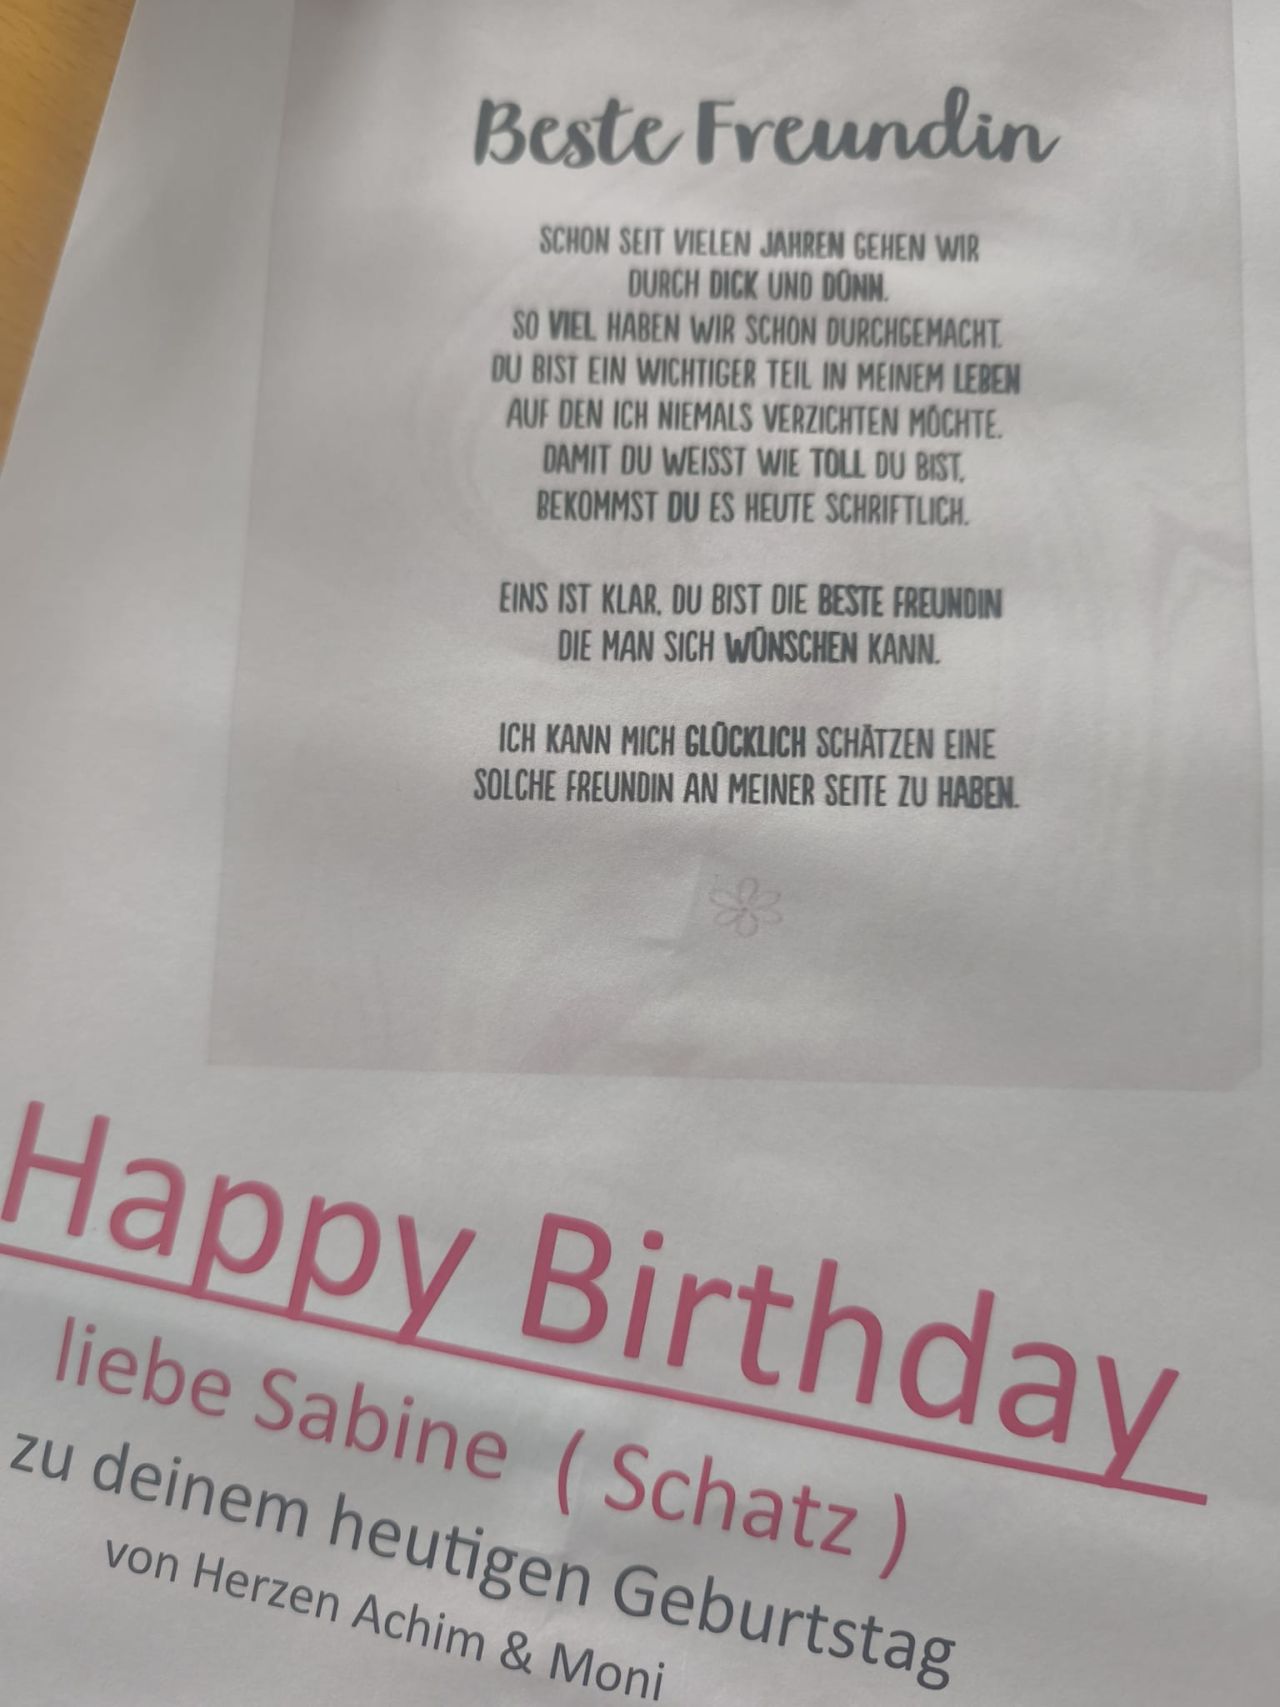 Beste Freundin
SCHON SEIT VIELEN JAHREN GEHEN WIR
DURCH DICK UND DÜNN.
SO VIEL HABEN WIR SCHON DURCHGEMACHT.
DU BIST EIN WICHTIGER TEIL IN MEINEM LEBEN
AUF DEN ICH NIEMALS VERZICHTEN MÖCHTE.
DAMIT DU WEISST WIE TOLL DU BIST,
BEKOMMST DU ES HEUTE SCHRIFTLICH.
EINS IST KLAR, DU BIST DIE BESTE FREUNDIN
DIE MAN SICH WÜNSCHEN KANN.
ICH KANN MICH GLÜCKLICH SCHÄTZEN EINE
SOLCHE FREUNDIN AN MEINER SEITE ZU HABEN.
Happy Birthday
liebe Sabine ( Schatz )
zu deinem heutigen Geburtstag
von Herzen Achim & Moni